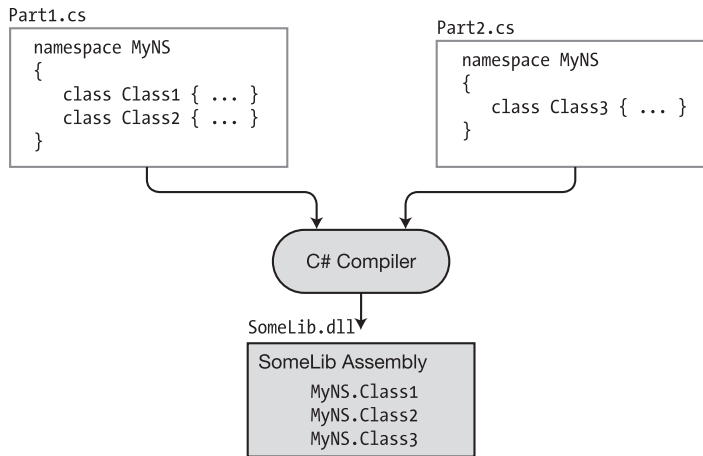 Part1.cs
namespace MyNS
{
class Class1 { ... }
class Class2 { ... }
}
Part2.cs
namespace MyNS
{
class Class3 { ... }
}
C# Compiler
SomeLib.dll
SomeLib Assembly
MyNS.Class1
MyNS.Class2
MyNS.Class3